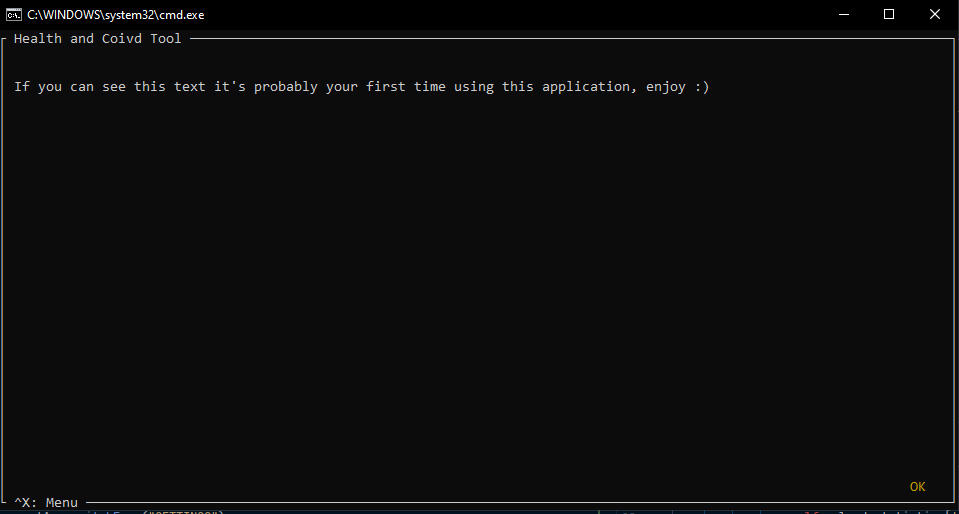 C:\WINDOWS\system32\cmd.exe
Health and Coivd Tool
If you can see this text it's probably your first time using this application, enjoy :)
OK
^X: Menu